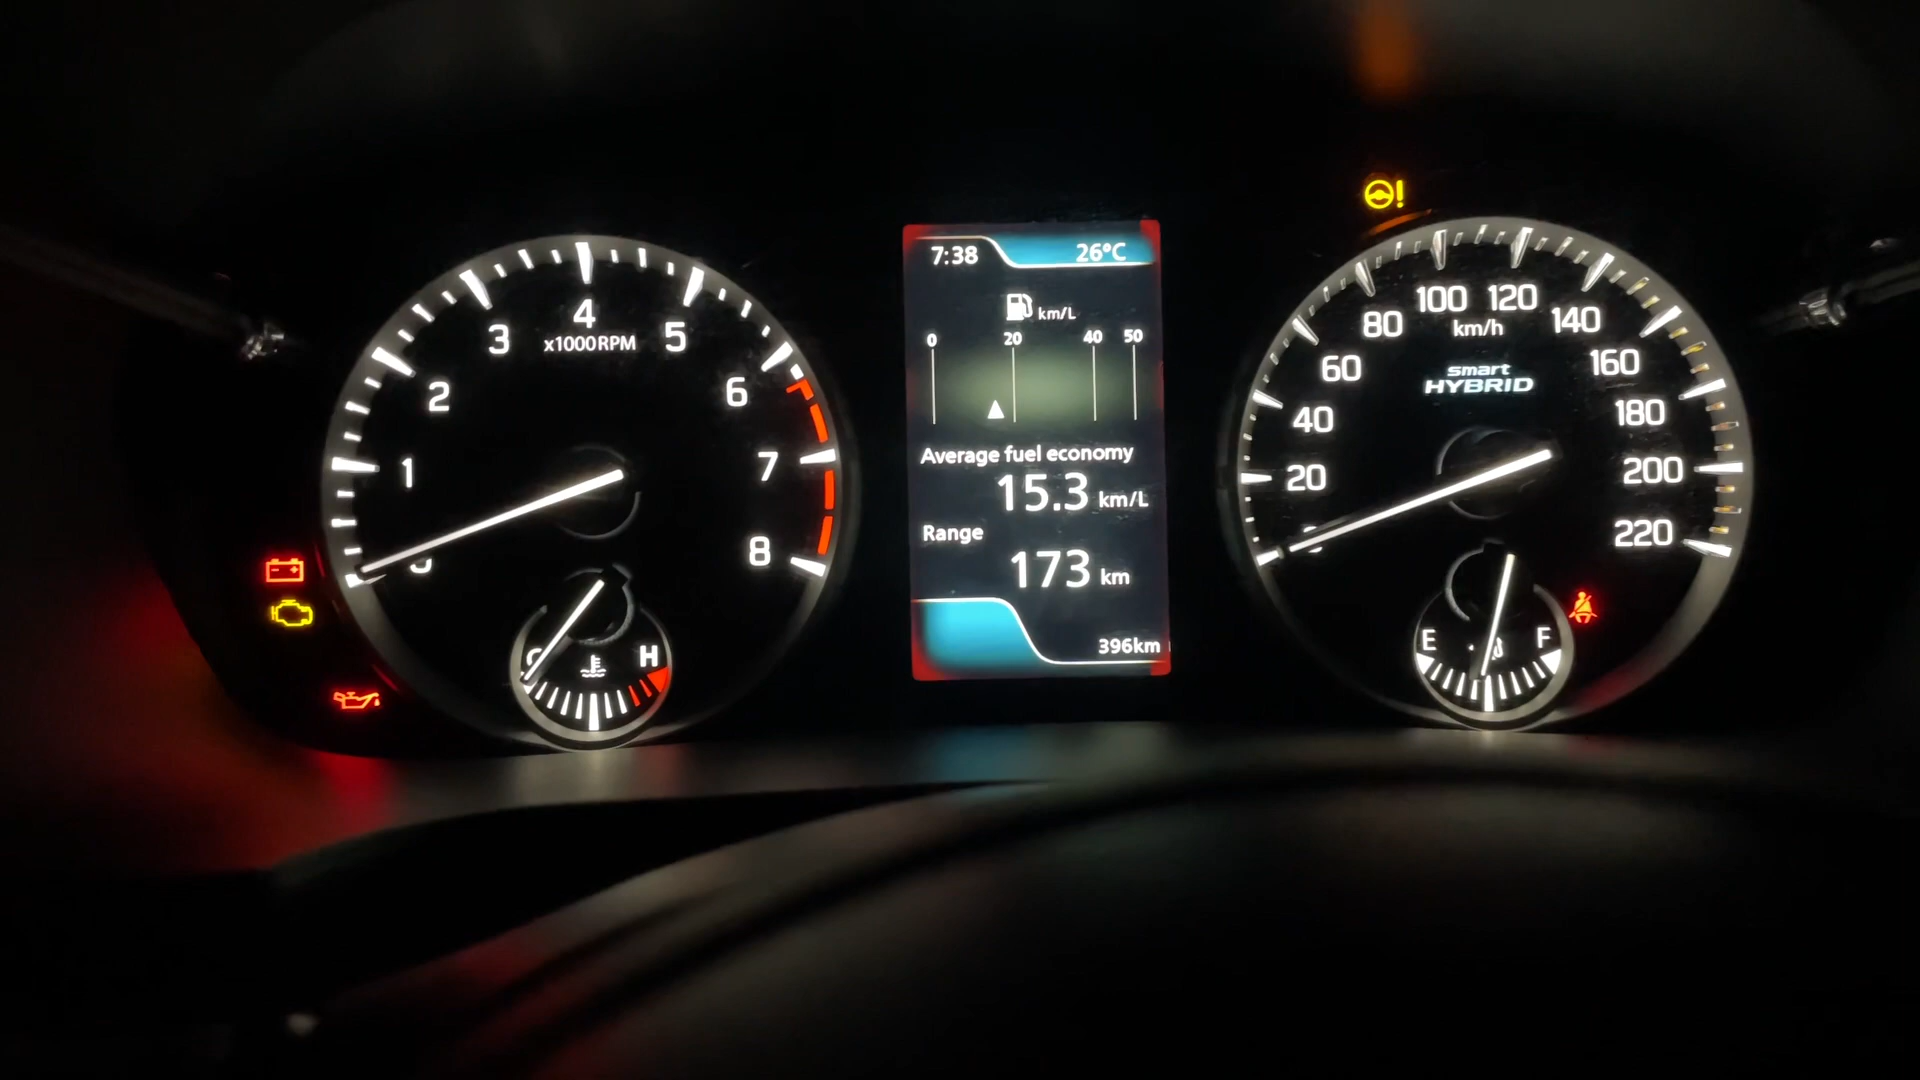 1
2
3
4
5
6
7
8
x1000RPM
C
H
7:38
26°C
km/L
0 20 40 50
Average fuel economy
15.3 km/L
Range
173 km
396km
20
40
60
80
100
120
140
160
180
200
220
km/h
smart
HYBRID
E
F